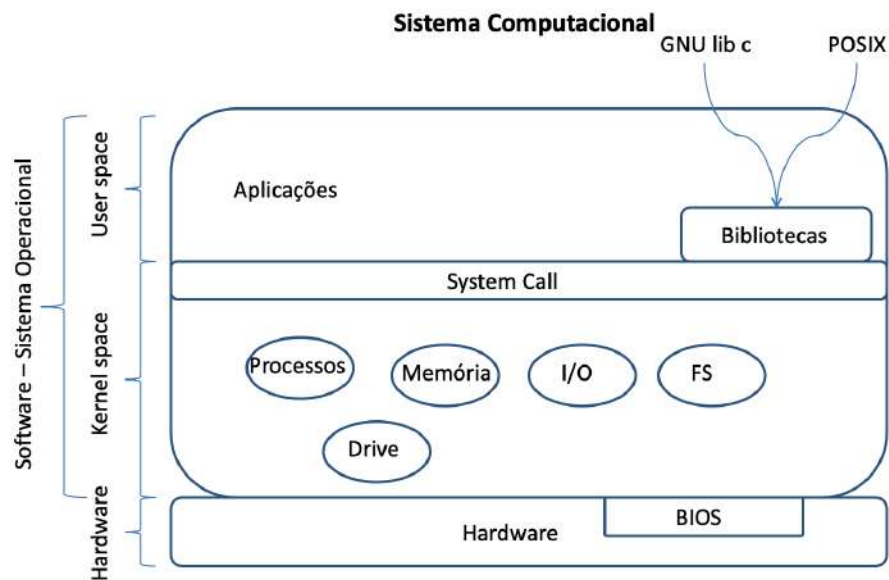 Sistema Computacional
GNU lib c
POSIX
Software – Sistema Operacional
User space
Aplicações
Bibliotecas
System Call
Kernel space
Processos
Memória
I/O
FS
Drive
Hardware
Hardware
BIOS